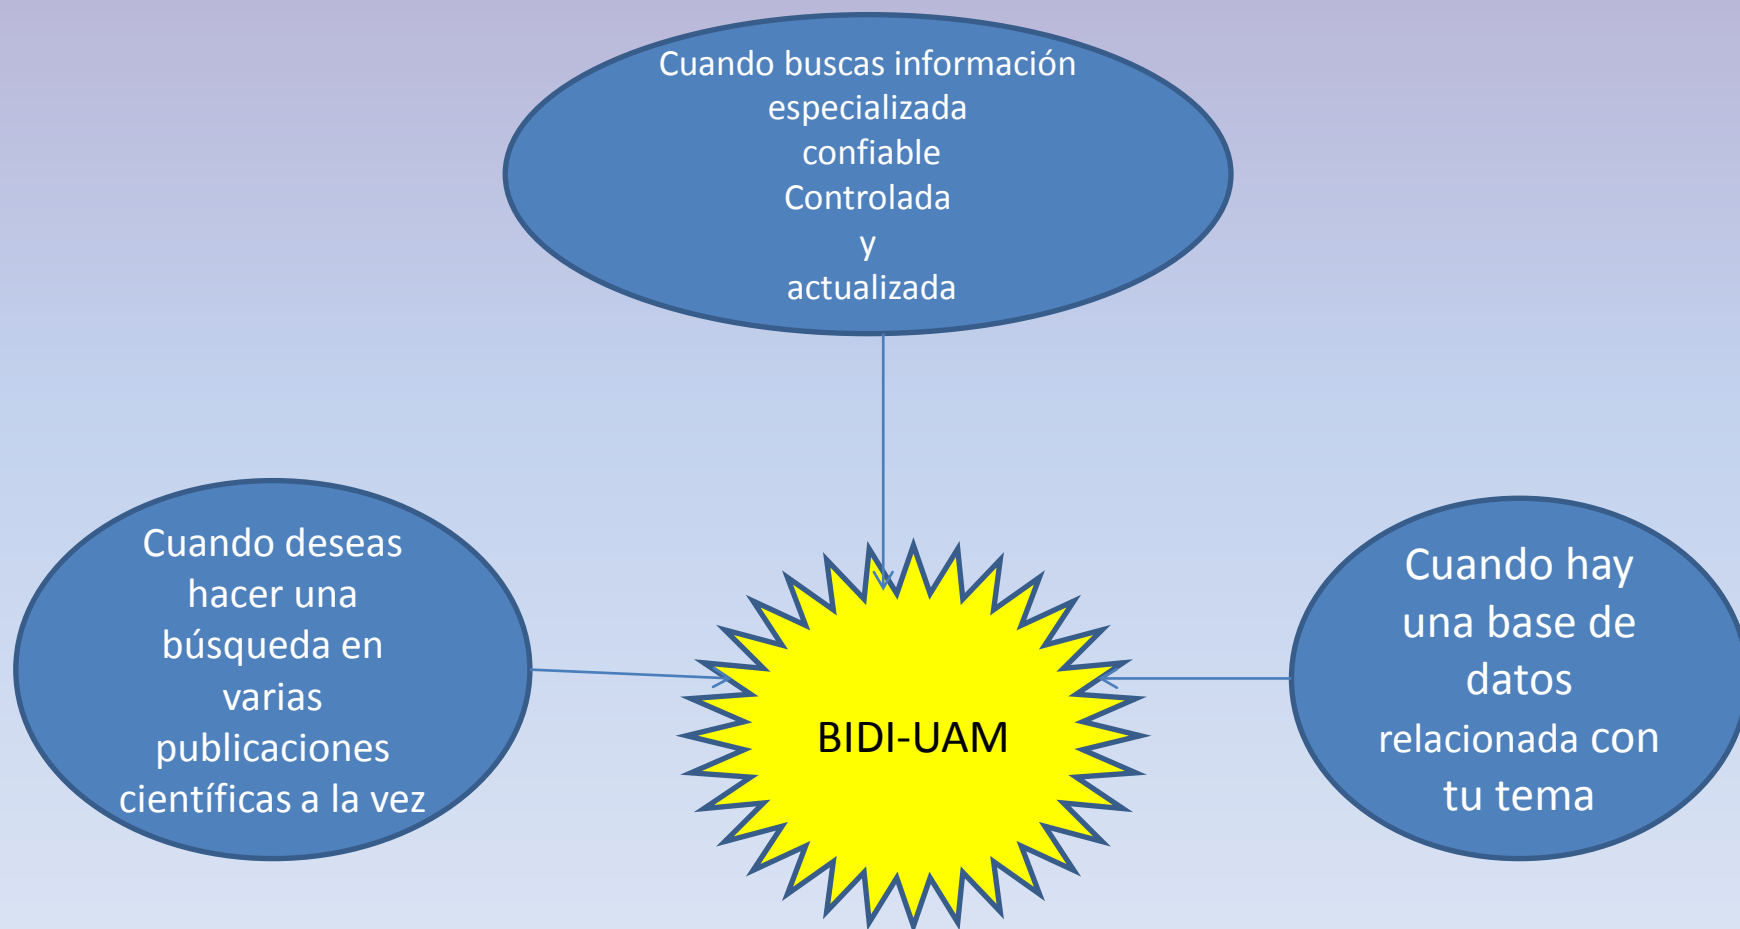 Cuando buscas información
especializada
confiable
Controlada
y
actualizada
Cuando deseas
hacer una
búsqueda en
varias
publicaciones
científicas a la vez
BIDI-UAM
Cuando hay
una base de
datos
relacionada con
tu tema